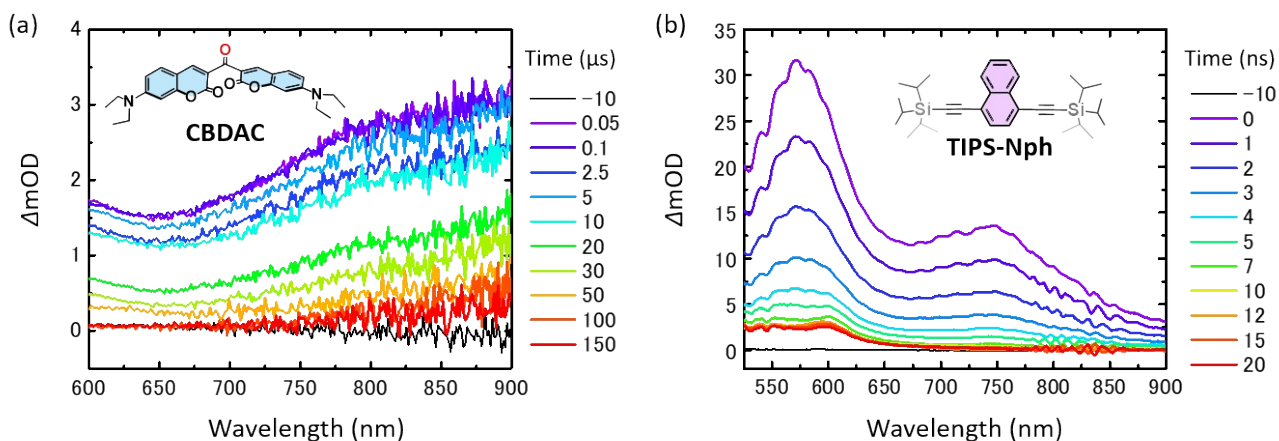 (a)
ΔmOD
4
3
2
1
0
600 650 700 750 800 850 900
Wavelength (nm)
O
N
O
O
O
O
N
CBDAC
Time (μs)
−10
0.05
0.1
2.5
5
10
20
30
50
100
150
(b)
ΔmOD
35
30
25
20
15
10
5
0
550 600 650 700 750 800 850 900
Wavelength (nm)
Si
Si
TIPS-Nph
Time (ns)
−10
0
1
2
3
4
5
7
10
12
15
20